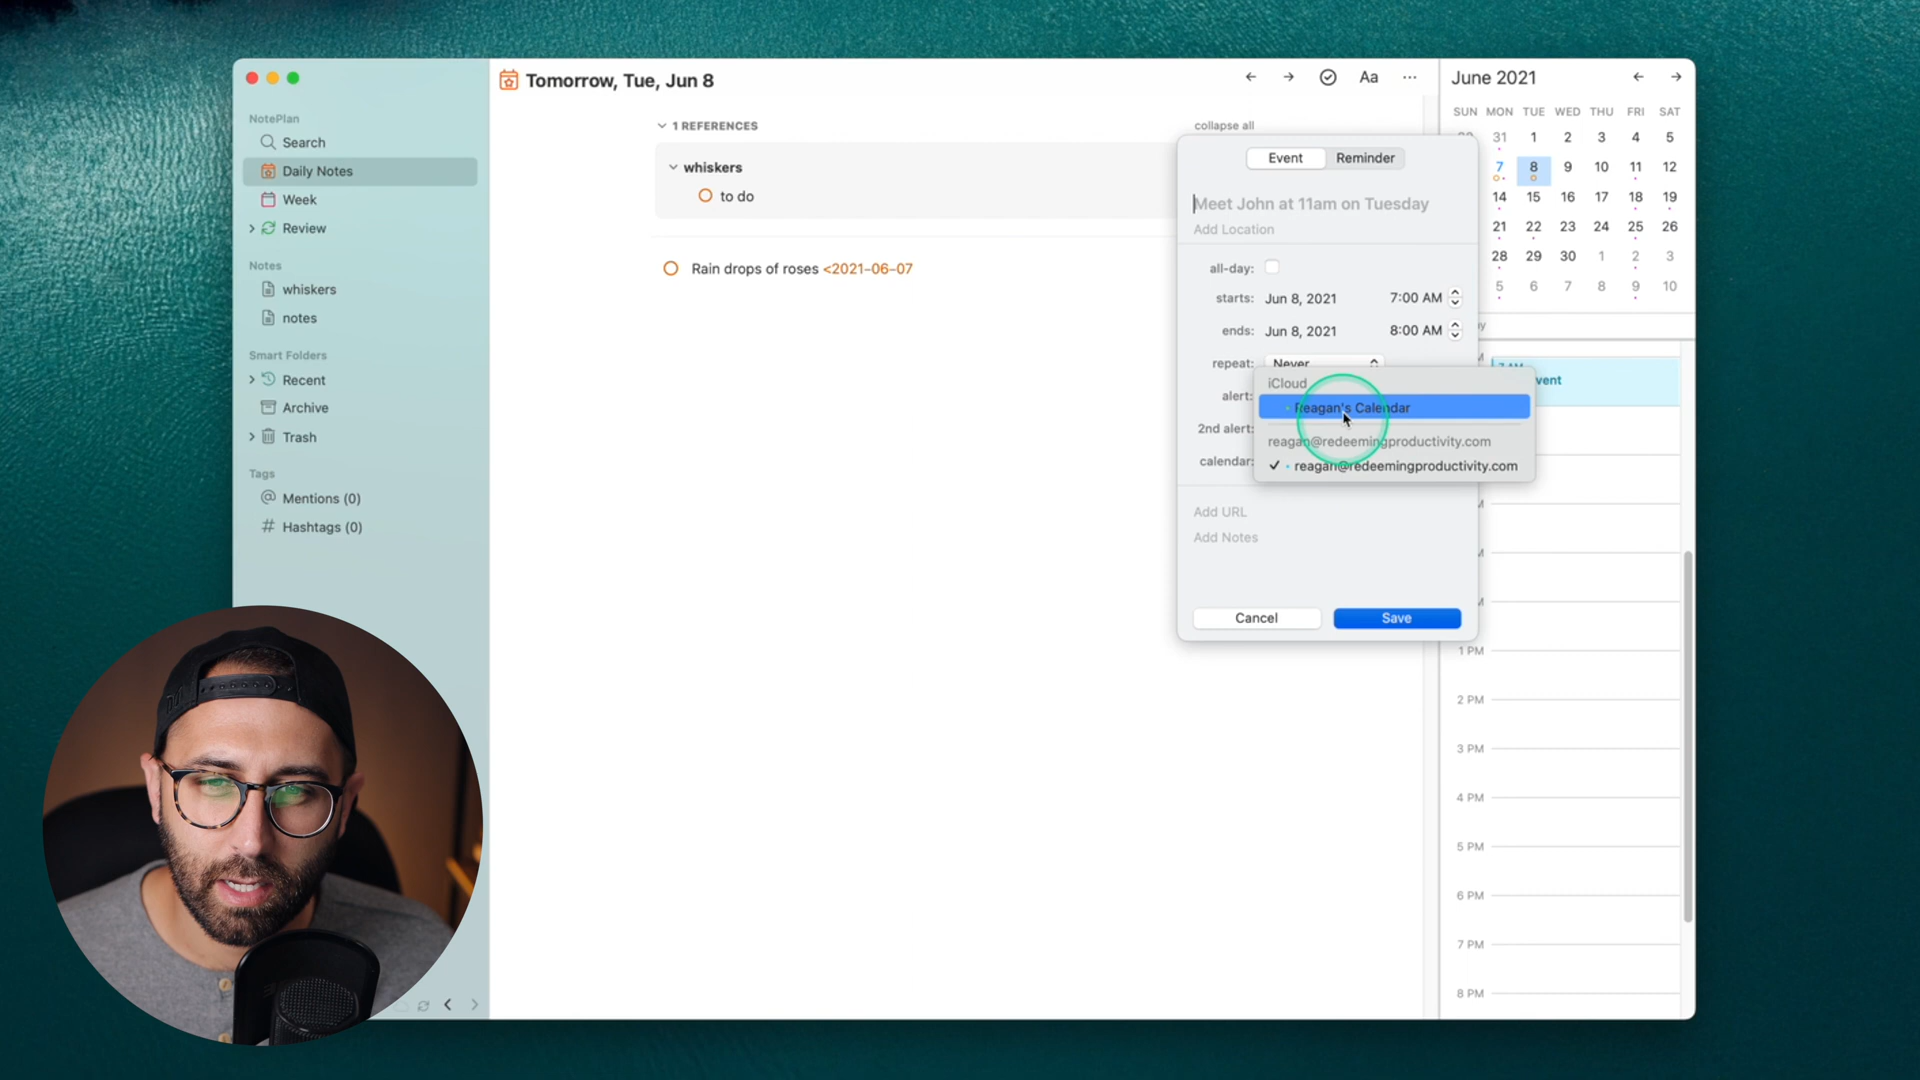 NotePlan
Search
Daily Notes
Week
Review
Notes
whiskers
notes
Smart Folders
Recent
Archive
Trash
Tags
@ Mentions (0)
# Hashtags (0)
Tomorrow, Tue, Jun 8
Aa
1 REFERENCES
collapse all
whiskers
to do
Rain drops of roses <2021-06-07
Event Reminder
Meet John at 11am on Tuesday
Add Location
all-day:
starts: Jun 8, 2021 7:00 AM
ends: Jun 8, 2021 8:00 AM
repeat: Never
alert:
2nd alert:
calendar:
iCloud
Reagan's Calendar
reagan@redeemingproductivity.com
reagan@redeemingproductivity.com
Add URL
Add Notes
Cancel Save
June 2021
SUN MON TUE WED THU FRI SAT
31 1 2 3 4 5
7 8 9 10 11 12
14 15 16 17 18 19
21 22 23 24 25 26
28 29 30 1 2 3
5 6 7 8 9 10
1 PM
2 PM
3 PM
4 PM
5 PM
6 PM
7 PM
8 PM